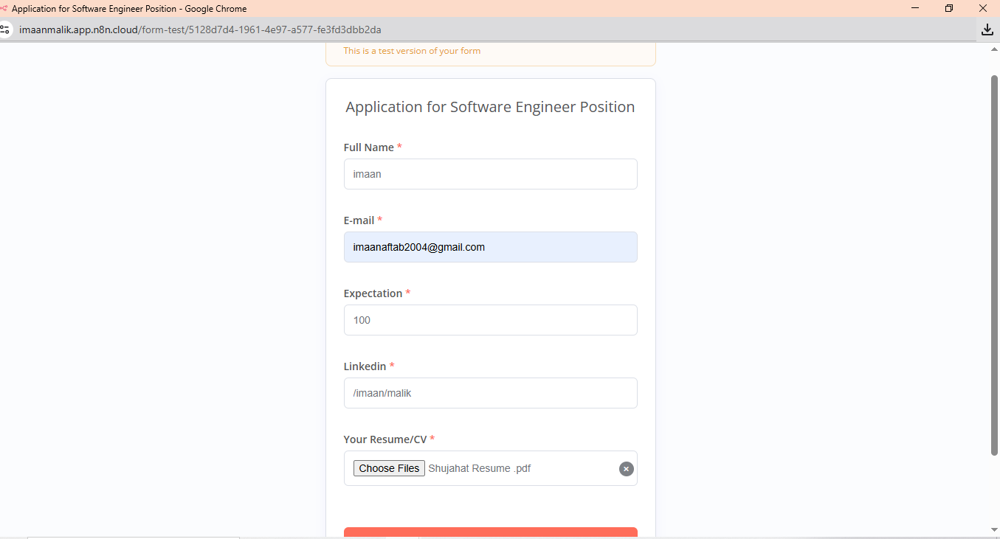 Application for Software Engineer Position - Google Chrome
imaanmalik.app.n8n.cloud/form-test/5128d7d4-1961-4e97-a577-fe3fd3dbb2da
This is a test version of your form
Application for Software Engineer Position
Full Name *
imaan
E-mail *
imaanaftab2004@gmail.com
Expectation *
100
Linkedin *
/imaan/malik
Your Resume/CV *
Choose Files Shujahat Resume .pdf